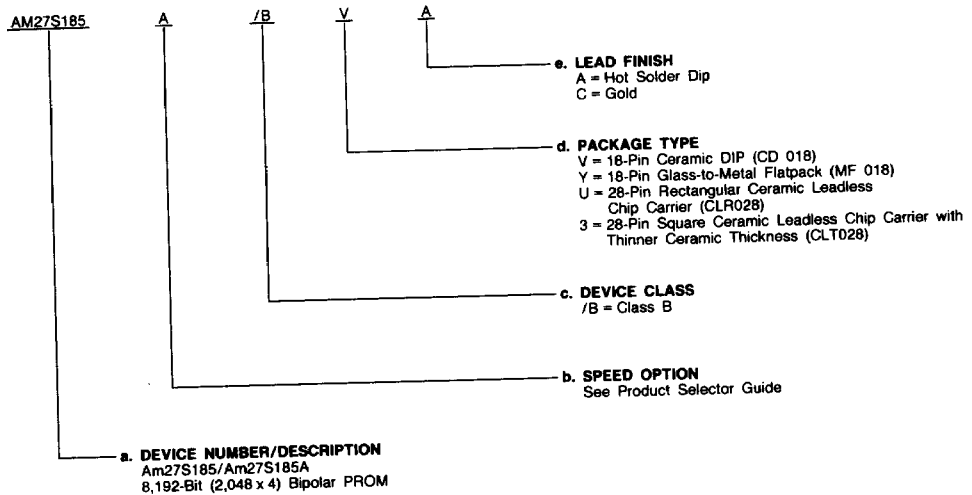 AM27S185 A /B V A
e. LEAD FINISH
A = Hot Solder Dip
C = Gold
d. PACKAGE TYPE
V = 18-Pin Ceramic DIP (CD 018)
Y = 18-Pin Glass-to-Metal Flatpack (MF 018)
U = 28-Pin Rectangular Ceramic Leadless
Chip Carrier (CLR028)
3 = 28-Pin Square Ceramic Leadless Chip Carrier with
Thinner Ceramic Thickness (CLT028)
c. DEVICE CLASS
/B = Class B
b. SPEED OPTION
See Product Selector Guide
a. DEVICE NUMBER/DESCRIPTION
Am27S185/Am27S185A
8,192-Bit (2,048 x 4) Bipolar PROM